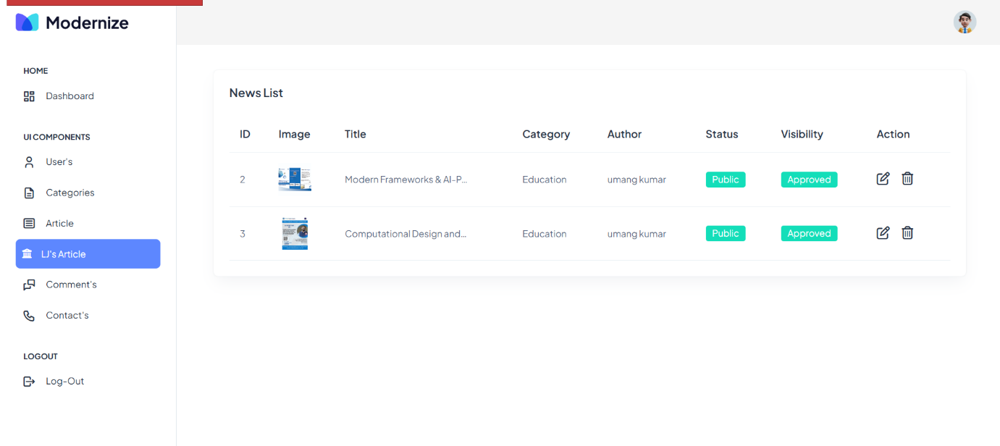 Modernize
HOME
Dashboard
UI COMPONENTS
User's
Categories
Article
LJ's Article
Comment's
Contact's
LOGOUT
Log-Out
News List
ID Image Title Category Author Status Visibility Action
2 Modern Frameworks & AI-P... Education umang kumar Public Approved
3 Computational Design and... Education umang kumar Public Approved